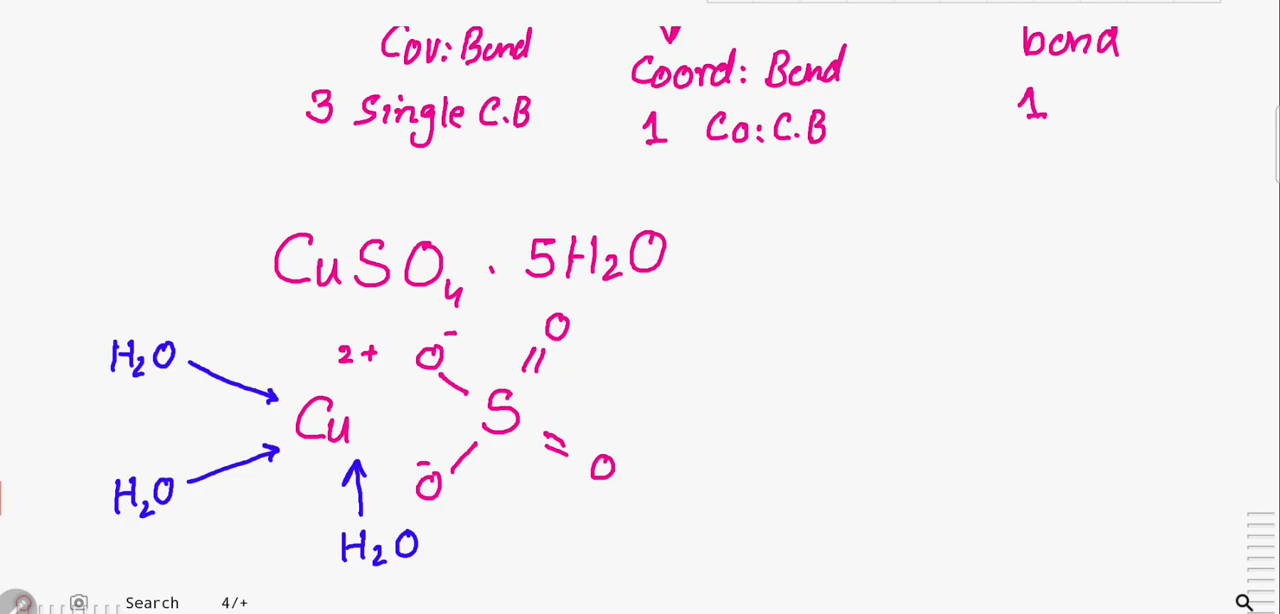 Cov: Bond
Coord: Bond
bond
3 Single C.B
1 Co: C.B
1
CuSO₄ . 5H₂O
O
H₂O
2+
O⁻
Cu
S
O
H₂O
O⁻
H₂O
Search 4/+